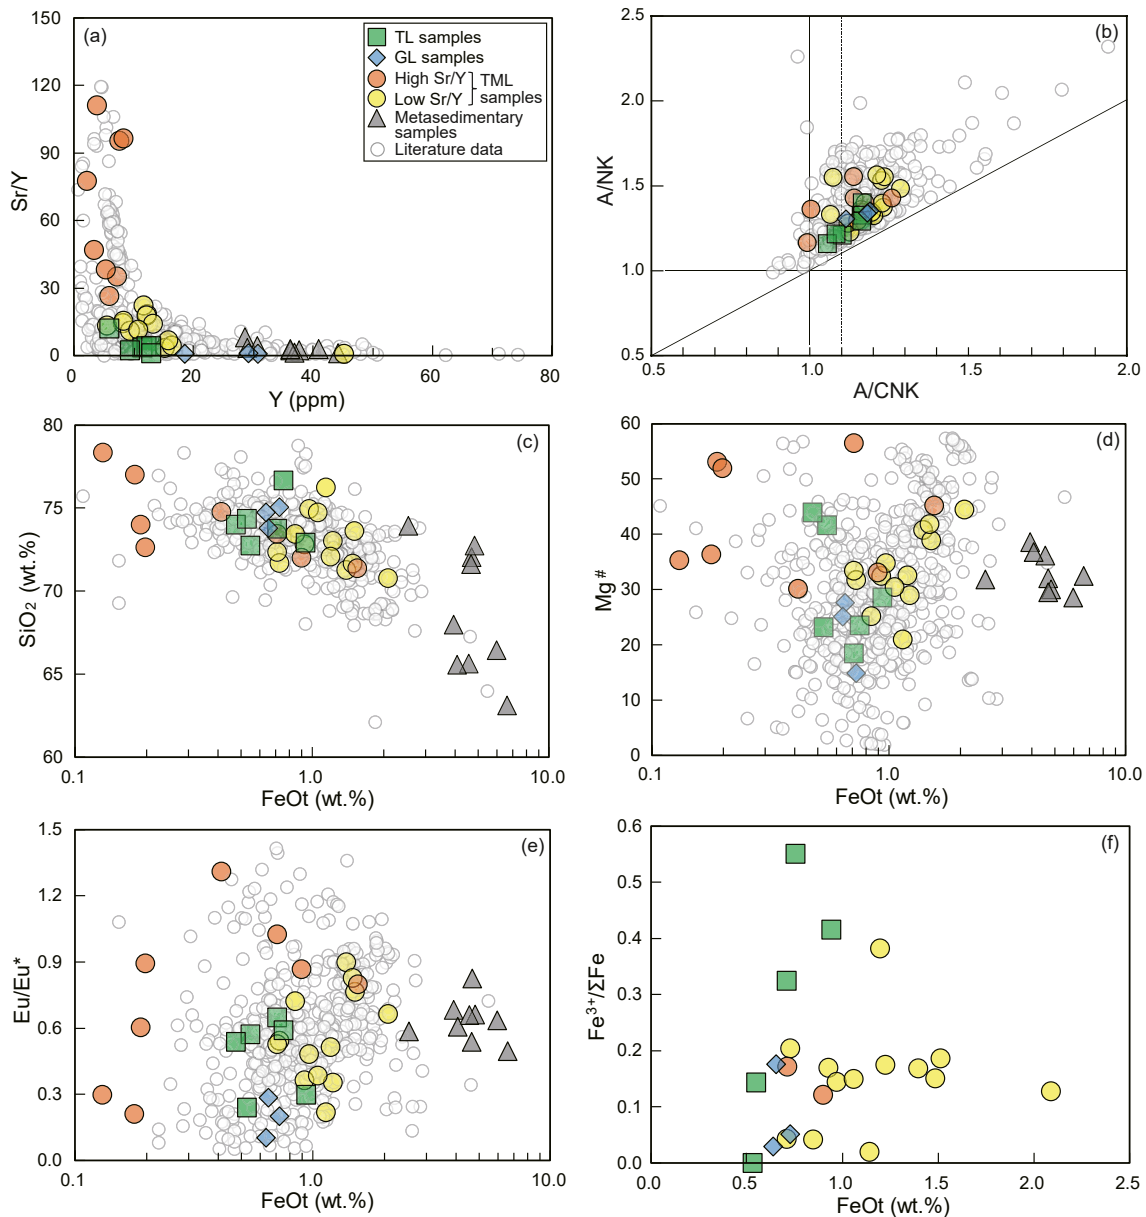 (a)
150
120
90
60
30
0
Sr/Y
0
20
40
60
80
Y (ppm)
TL samples
GL samples
High Sr/Y
Low Sr/Y
TML
samples
Metasedimentary
samples
Literature data
(b)
2.5
2.0
1.5
1.0
0.5
A/NK
0.5
1.0
1.5
2.0
A/CNK
(c)
80
75
70
65
60
SiO₂ (wt.%)
0.1
1.0
10.0
FeOt (wt.%)
(d)
60
50
40
30
20
10
0
Mg#
0.1
1.0
10.0
FeOt (wt.%)
(e)
1.5
1.2
0.9
0.6
0.3
0.0
Eu/Eu*
0.1
1.0
10.0
FeOt (wt.%)
(f)
0.6
0.5
0.4
0.3
0.2
0.1
0.0
Fe³⁺/ΣFe
0.0
0.5
1.0
1.5
2.0
2.5
FeOt (wt.%)